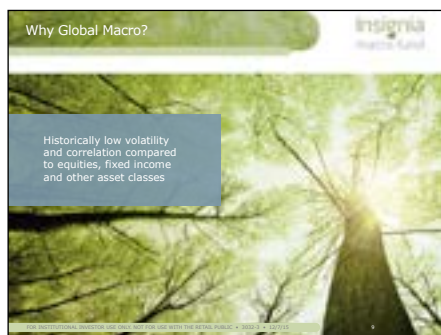 Why Global Macro?
insignia
macro fund
Historically low volatility
and correlation compared
to equities, fixed income
and other asset classes
FOR INSTITUTIONAL INVESTOR USE ONLY. NOT FOR USE WITH THE RETAIL PUBLIC •